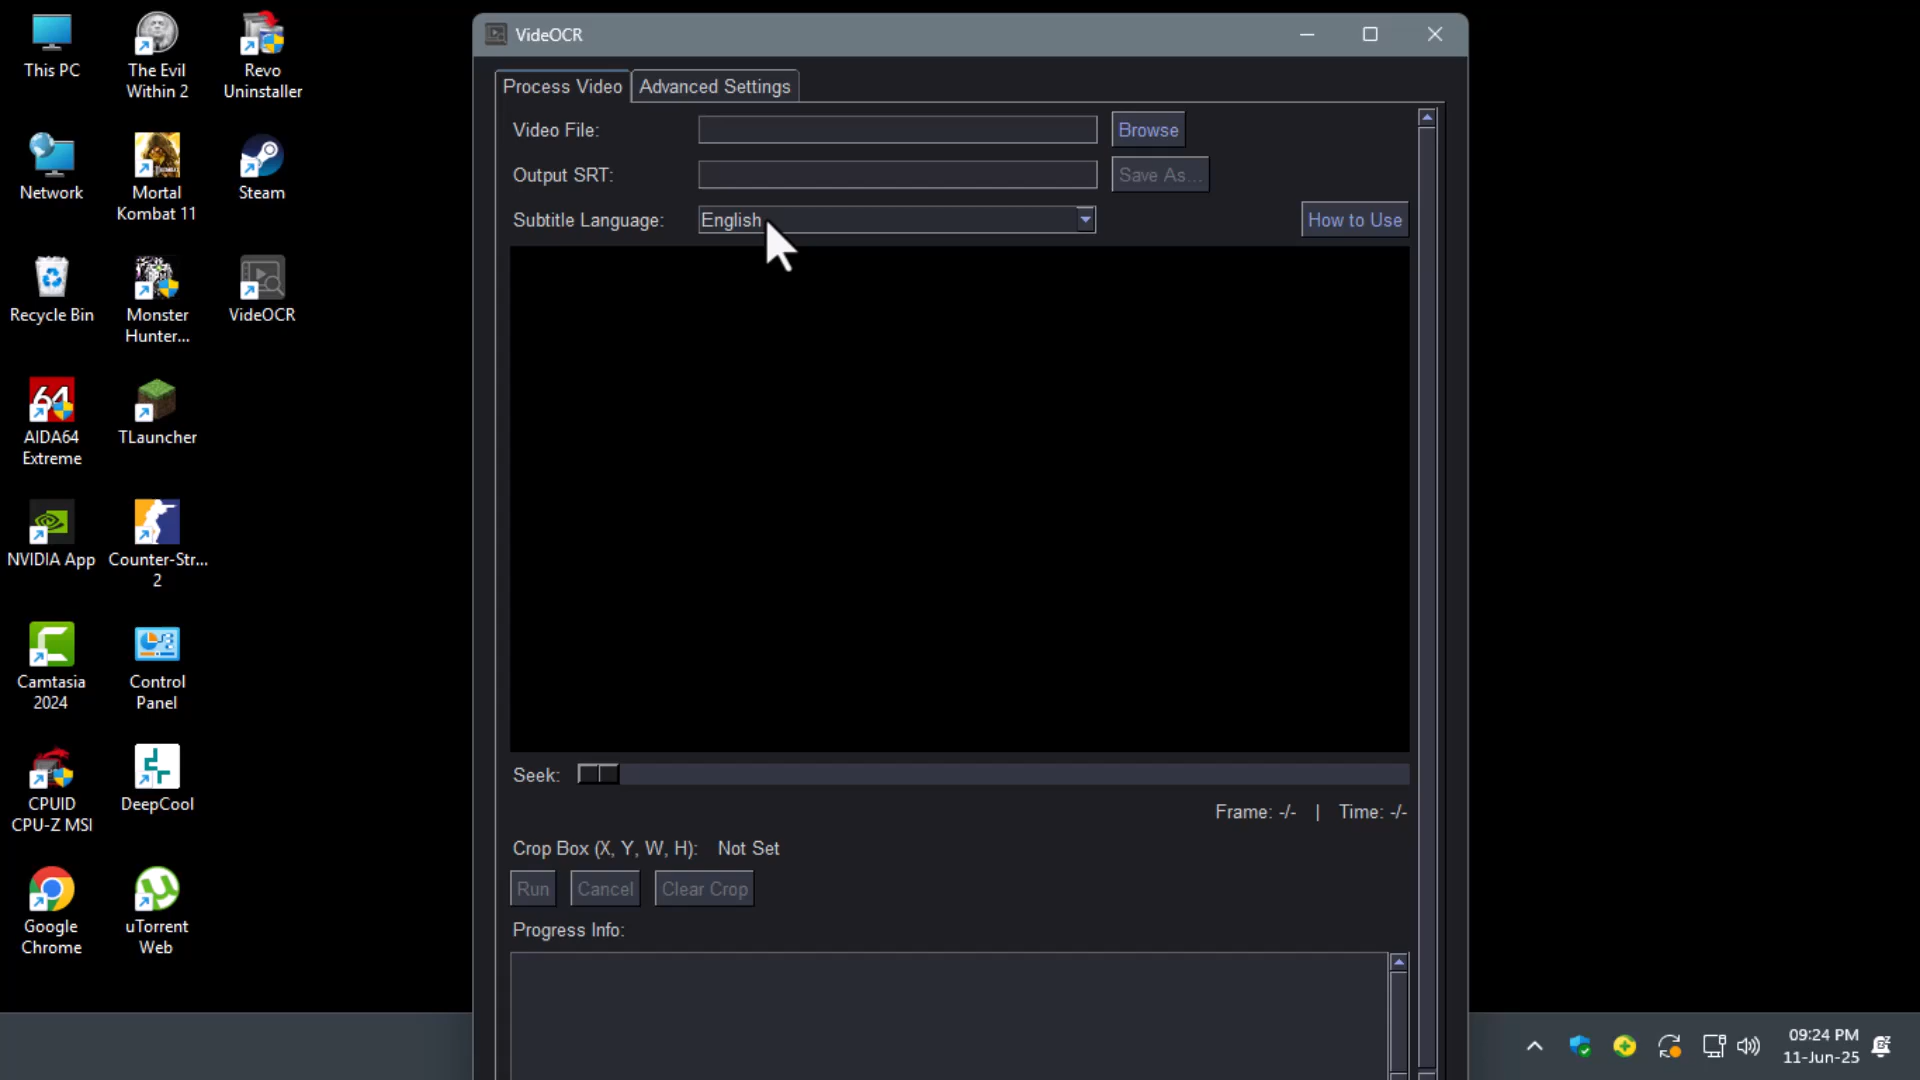 This PC
The Evil
Within 2
Revo
Uninstaller
Network
Mortal
Kombat 11
Steam
Recycle Bin
Monster
Hunter...
VideOCR
64
AIDA64
Extreme
TLauncher
NVIDIA App
Counter-Str...
2
Camtasia
2024
Control
Panel
CPUID
CPU-Z MSI
DeepCool
Google
Chrome
uTorrent
Web
VideOCR
Process Video
Advanced Settings
Video File:
Browse
Output SRT:
Save As...
Subtitle Language:
English
How to Use
Seek:
Frame: -/- | Time: -/-
Crop Box (X, Y, W, H): Not Set
Run
Cancel
Clear Crop
Progress Info:
09:24 PM
11-Jun-25